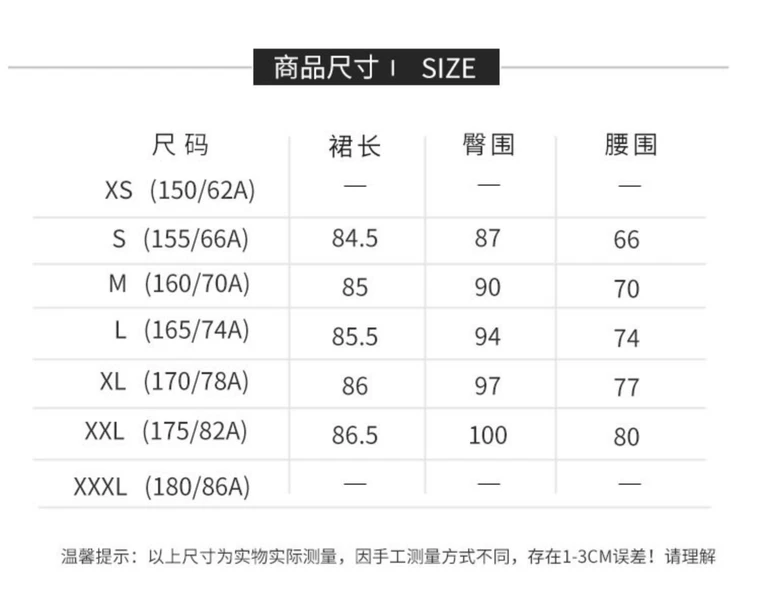 商品尺寸 | SIZE
尺码 裙长 臀围 腰围
XS (150/62A) — — —
S (155/66A) 84.5 87 66
M (160/70A) 85 90 70
L (165/74A) 85.5 94 74
XL (170/78A) 86 97 77
XXL (175/82A) 86.5 100 80
XXXL (180/86A) — — —
温馨提示：以上尺寸为实物实际测量，因手工测量方式不同，存在1-3CM误差！请理解